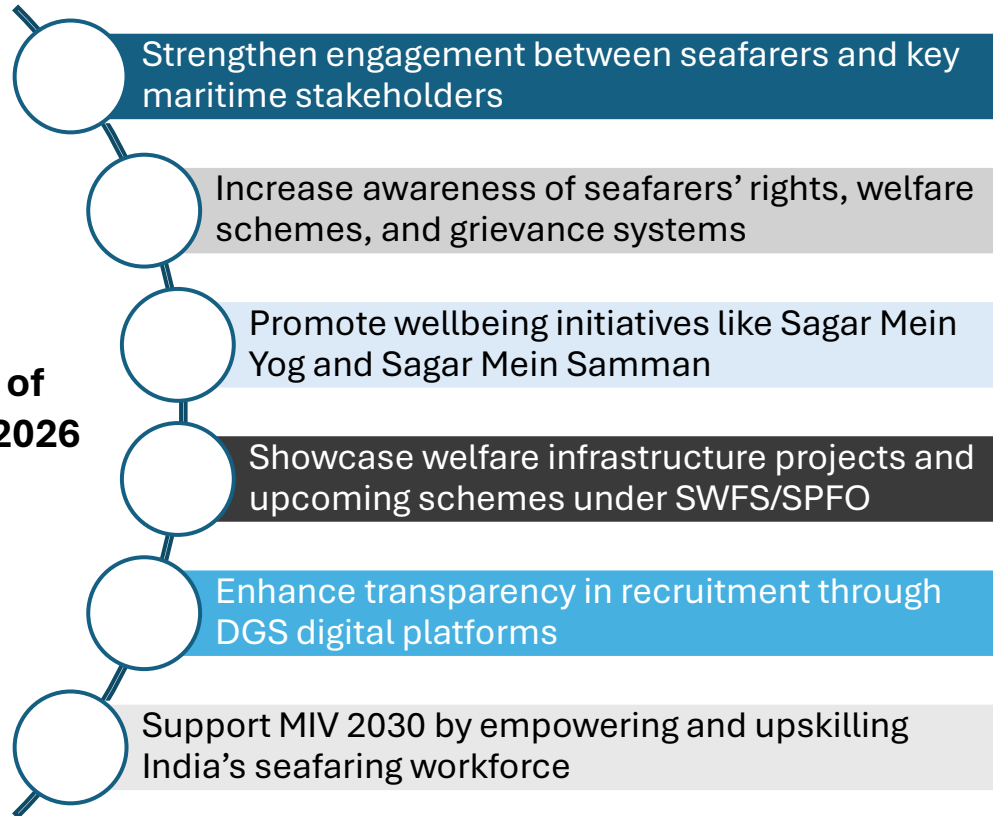 of
2026
Strengthen engagement between seafarers and key
maritime stakeholders
Increase awareness of seafarers’ rights, welfare
schemes, and grievance systems
Promote wellbeing initiatives like Sagar Mein
Yog and Sagar Mein Samman
Showcase welfare infrastructure projects and
upcoming schemes under SWFS/SPFO
Enhance transparency in recruitment through
DGS digital platforms
Support MIV 2030 by empowering and upskilling
India’s seafaring workforce